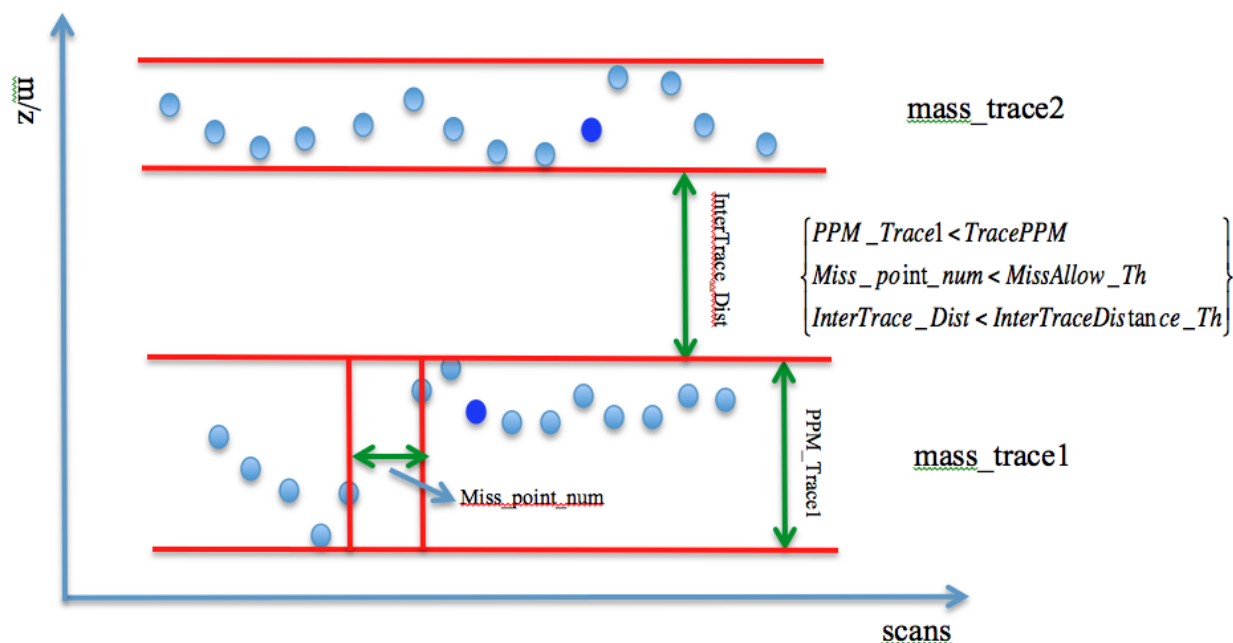 m/z
mass_trace2
InterTrace_Dist
PPM_Trace1<TracePPM
Miss_point_num<MissAllow_Th
InterTrace_Dist<InterTraceDistance_Th
PPM_Trace1
mass_trace1
Miss_point_num
scans